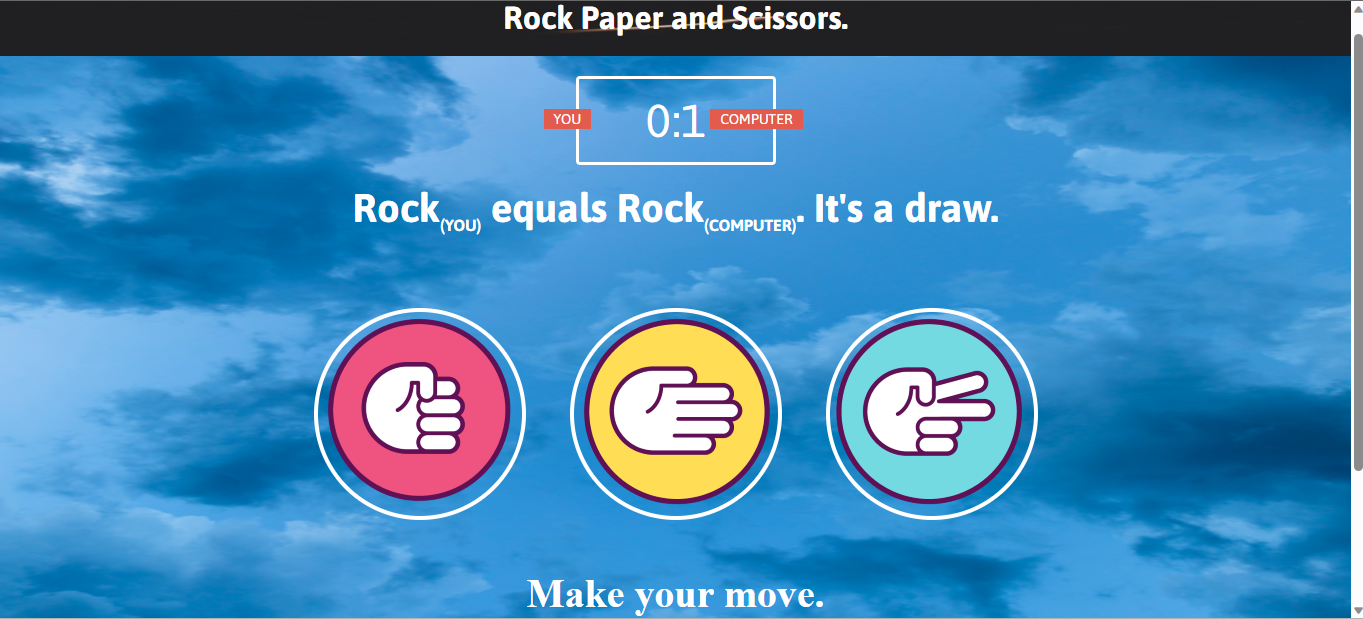 Rock Paper and Scissors.
YOU 0:1 COMPUTER
Rock(YOU) equals Rock(COMPUTER). It's a draw.
Make your move.